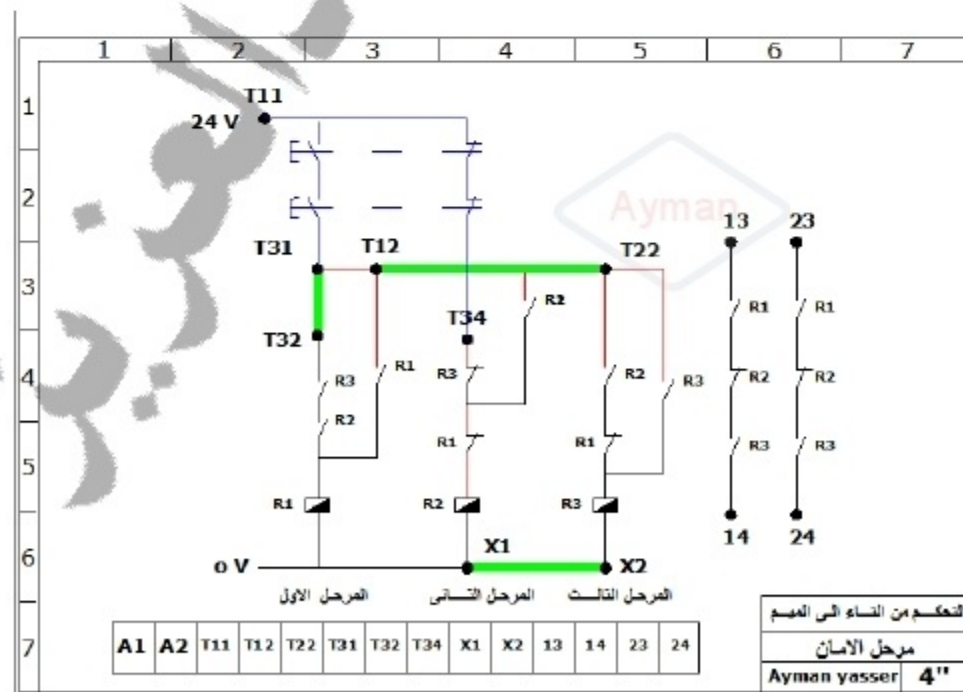 1 2 3 4 5 6 7
1
T11
24 V
2
Ayman
13 23
T31 T12 T22
3
R1 R1
R2
T34
T32
4
R3 R1 R3 R2 R3 R2 R2
R2
5
R1 R1 R3 R3
R1 R2 R3
14 24
6
X1
0 V X2
المرحل الاول المرحل الثانى المرحل الثالث
7
A1 A2 T11 T12 T22 T31 T32 T34 X1 X2 13 14 23 24
التحكم من التاء الى الميم
مرحل الامان
Ayman yasser 4"